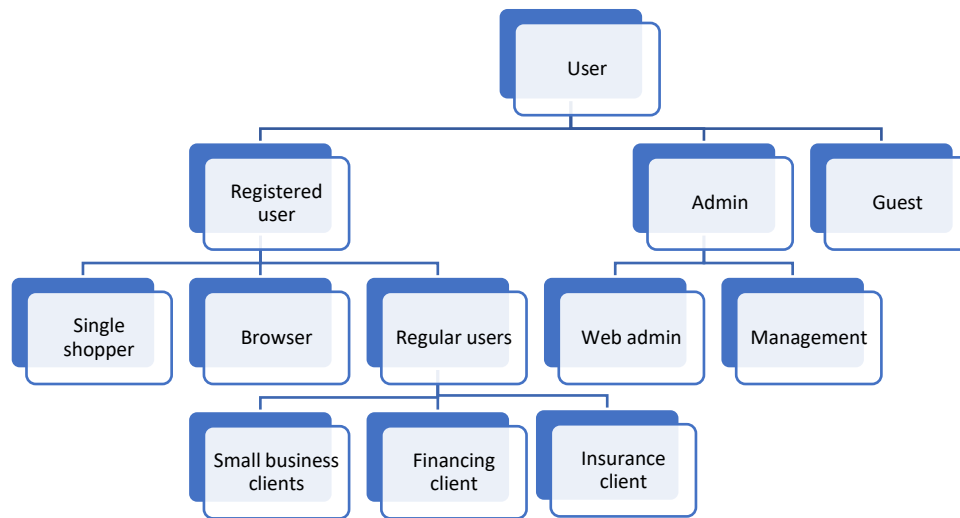 User
Registered
user
Admin
Guest
Single
shopper
Browser
Regular users
Web admin
Management
Small business
clients
Financing
client
Insurance
client